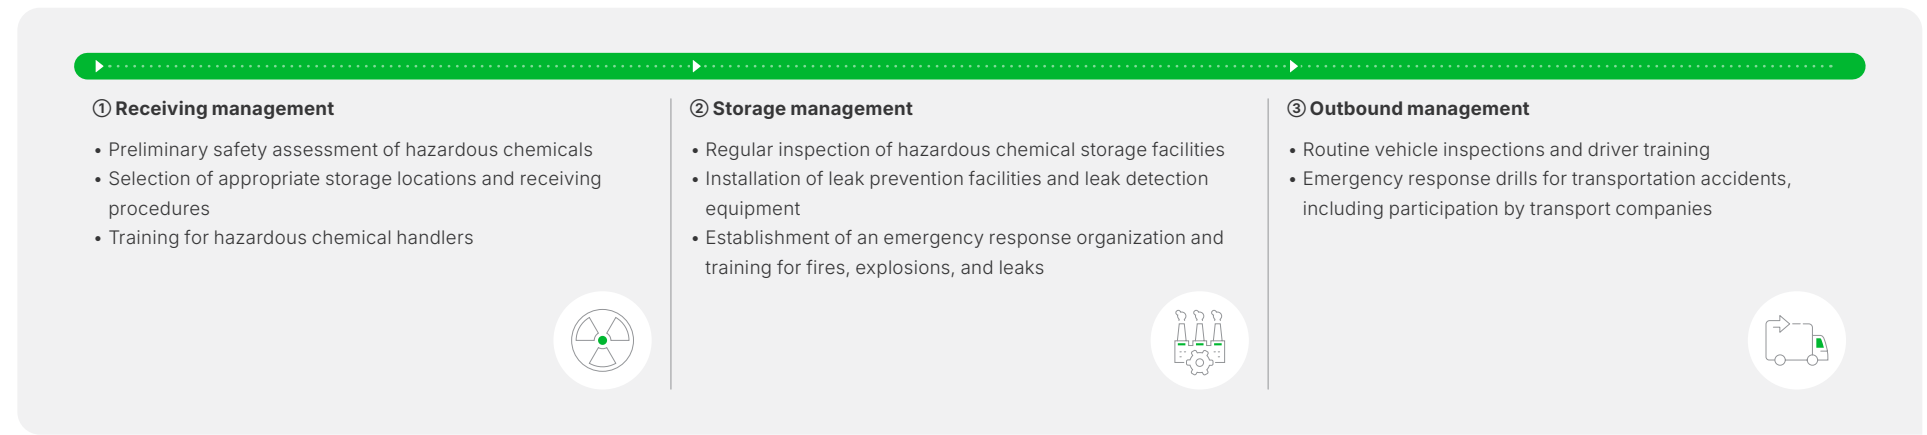 ① Receiving management
• Preliminary safety assessment of hazardous chemicals
• Selection of appropriate storage locations and receiving
procedures
• Training for hazardous chemical handlers
② Storage management
• Regular inspection of hazardous chemical storage facilities
• Installation of leak prevention facilities and leak detection
equipment
• Establishment of an emergency response organization and
training for fires, explosions, and leaks
③ Outbound management
• Routine vehicle inspections and driver training
• Emergency response drills for transportation accidents,
including participation by transport companies